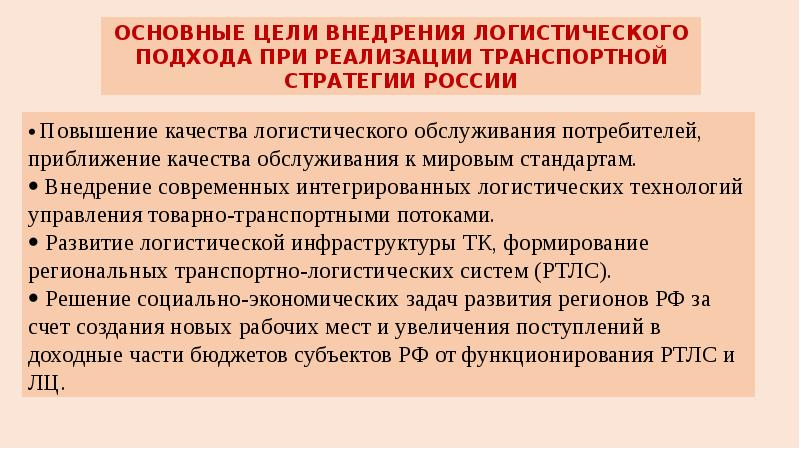 ОСНОВНЫЕ ЦЕЛИ ВНЕДРЕНИЯ ЛОГИСТИЧЕСКОГО
ПОДХОДА ПРИ РЕАЛИЗАЦИИ ТРАНСПОРТНОЙ
СТРАТЕГИИ РОССИИ
• Повышение качества логистического обслуживания потребителей,
приближение качества обслуживания к мировым стандартам.
• Внедрение современных интегрированных логистических технологий
управления товарно-транспортными потоками.
• Развитие логистической инфраструктуры ТК, формирование
региональных транспортно-логистических систем (РТЛС).
• Решение социально-экономических задач развития регионов РФ за
счет создания новых рабочих мест и увеличения поступлений в
доходные части бюджетов субъектов РФ от функционирования РТЛС и
ЛЦ.